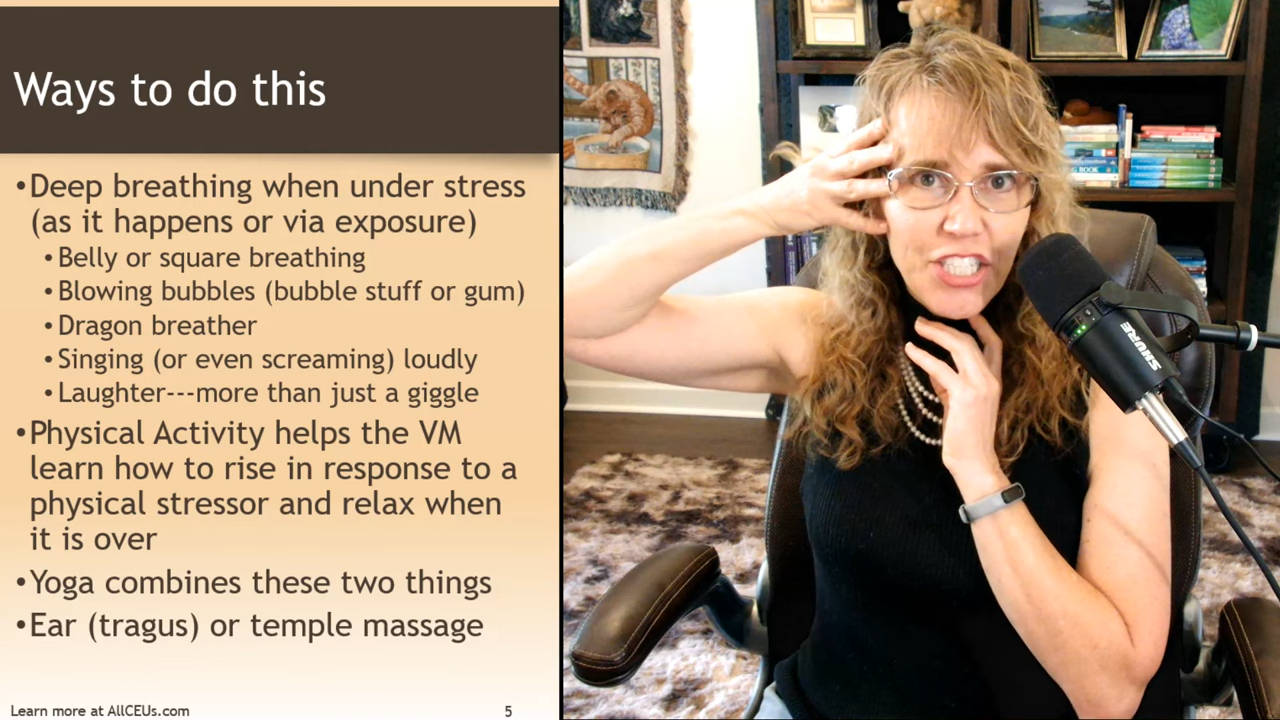 Ways to do this
•Deep breathing when under stress
(as it happens or via exposure)
•Belly or square breathing
•Blowing bubbles (bubble stuff or gum)
•Dragon breather
•Singing (or even screaming) loudly
•Laughter---more than just a giggle
•Physical Activity helps the VM
learn how to rise in response to a
physical stressor and relax when
it is over
•Yoga combines these two things
•Ear (tragus) or temple massage
Learn more at AllCEUs.com
5
SHURE